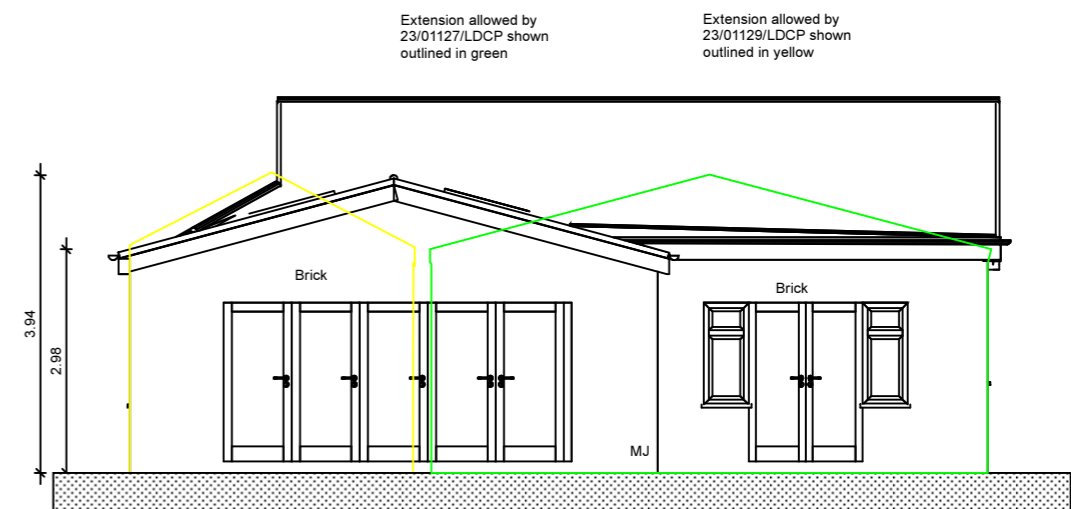 Extension allowed by
23/01127/LDCP shown
outlined in green
Extension allowed by
23/01129/LDCP shown
outlined in yellow
3.94
2.98
Brick
Brick
MJ